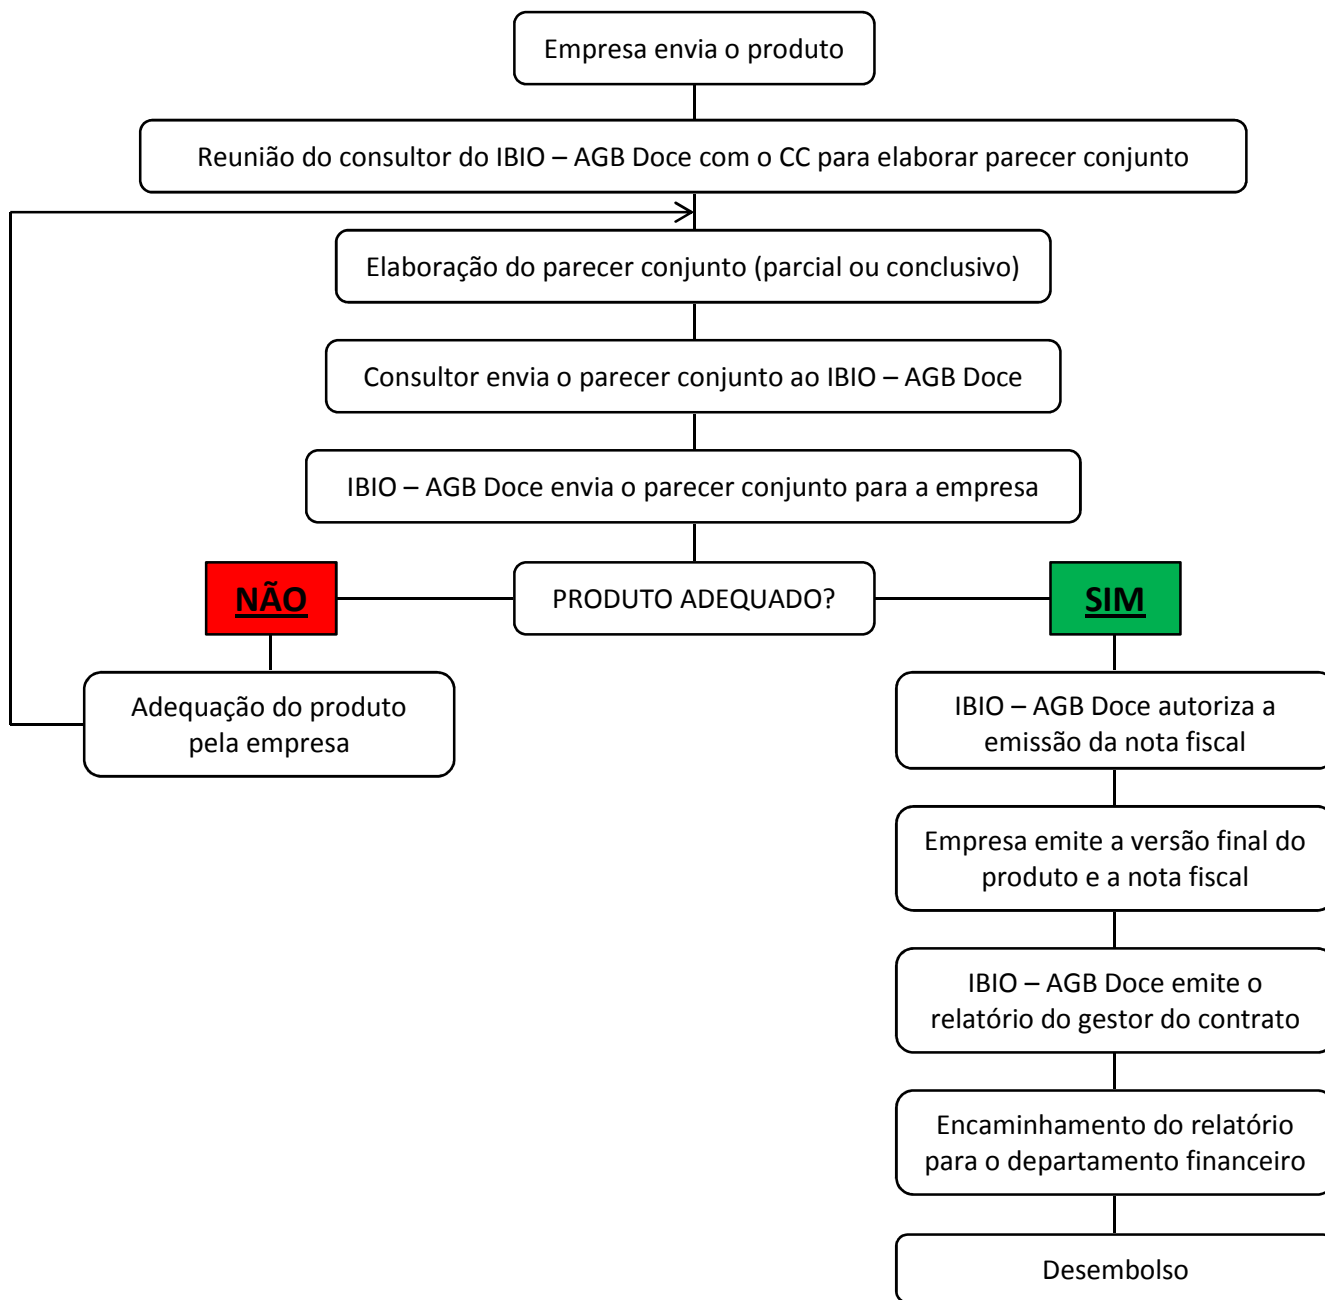 Empresa envia o produto
Reunião do consultor do IBIO – AGB Doce com o CC para elaborar parecer conjunto
Elaboração do parecer conjunto (parcial ou conclusivo)
Consultor envia o parecer conjunto ao IBIO – AGB Doce
IBIO – AGB Doce envia o parecer conjunto para a empresa
NÃO
PRODUTO ADEQUADO?
SIM
Adequação do produto
pela empresa
IBIO – AGB Doce autoriza a
emissão da nota fiscal
Empresa emite a versão final do
produto e a nota fiscal
IBIO – AGB Doce emite o
relatório do gestor do contrato
Encaminhamento do relatório
para o departamento financeiro
Desembolso